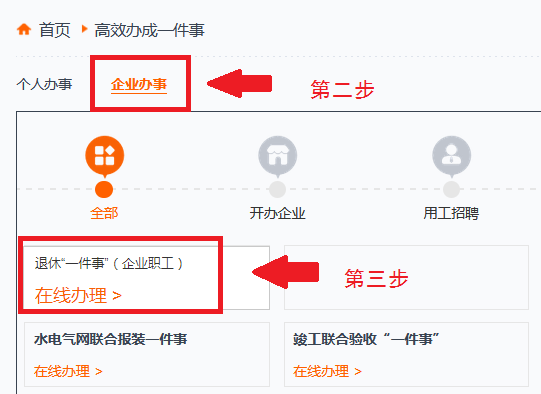 首页 高效办成一件事
个人办事 企业办事 第二步
全部 开办企业 用工招聘
退休“一件事”（企业职工）
在线办理 > 第三步
水电气网联合报装一件事 竣工联合验收“一件事”
在线办理 > 在线办理 >